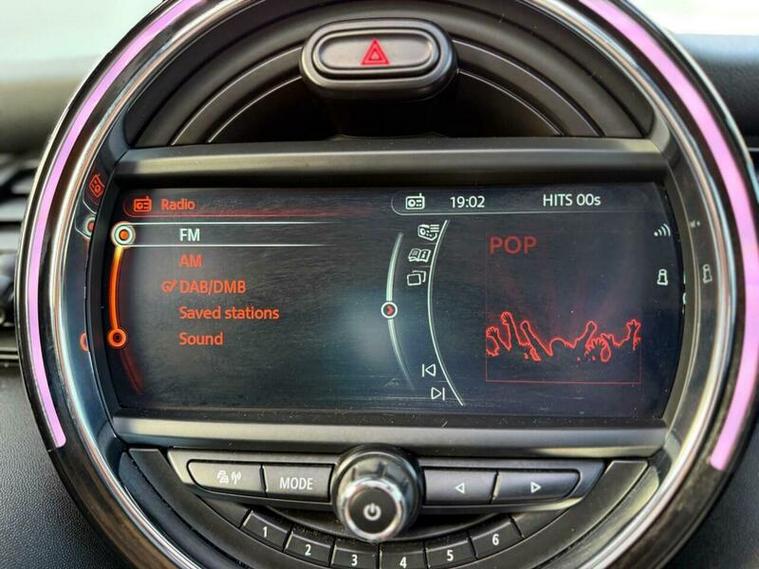 Radio
19:02
HITS 00s
FM
AM
DAB/DMB
Saved stations
Sound
POP
MODE
1
2
3
4
5
6